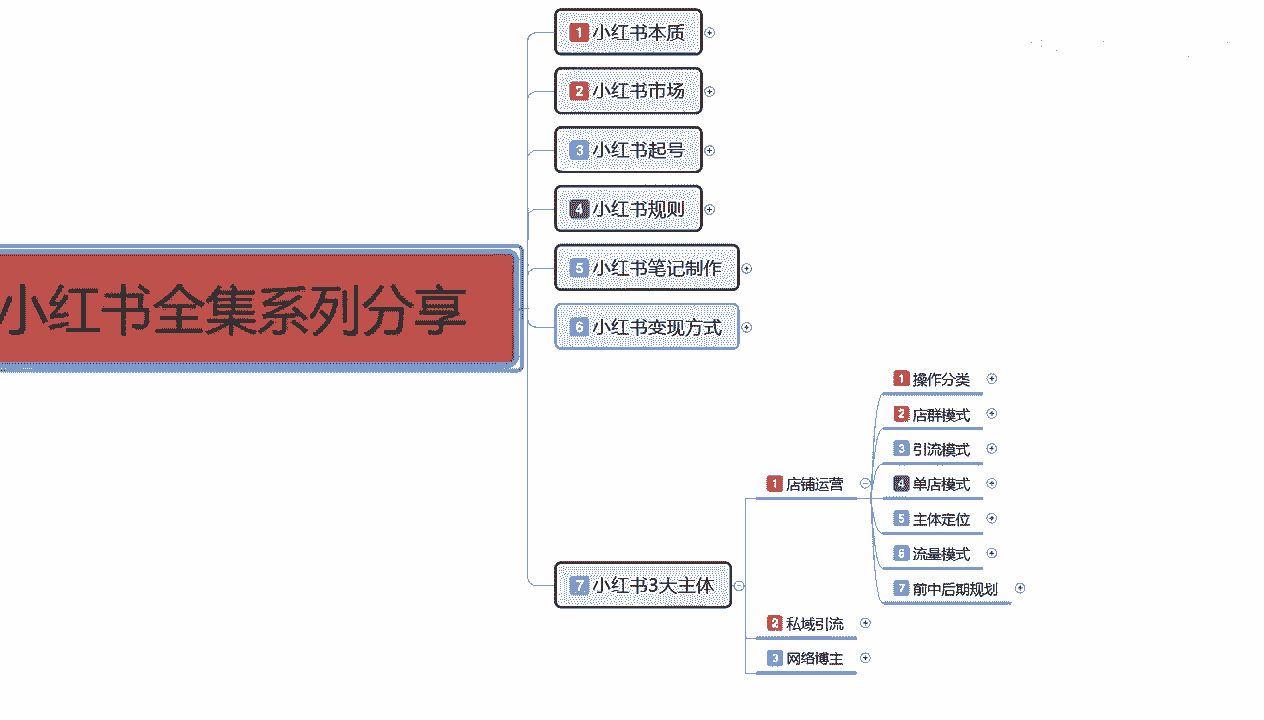 1 小红书本质
2 小红书市场
3 小红书起号
4 小红书规则
5 小红书笔记制作
6 小红书变现方式
小红书全集系列分享
7 小红书3大主体
1 店铺运营
1 操作分类
2 店群模式
3 引流模式
4 单店模式
5 主体定位
6 流量模式
7 前中后期规划
2 私域引流
3 网络博主